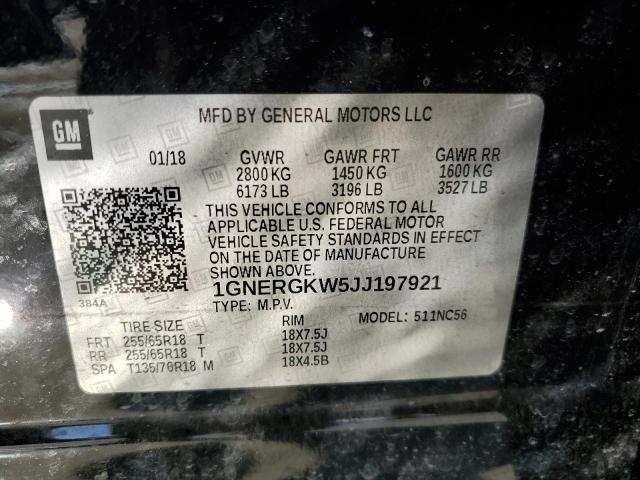 GM
MFD BY GENERAL MOTORS LLC
01/18 GVWR GAWR FRT GAWR RR
2800 KG 1450 KG 1600 KG
6173 LB 3196 LB 3527 LB
THIS VEHICLE CONFORMS TO ALL
APPLICABLE U.S. FEDERAL MOTOR
VEHICLE SAFETY STANDARDS IN EFFECT
ON THE DATE OF MANUFACTURE
SHOWN ABOVE.
1GNERGKW5JJ197921
384A
TYPE: M.P.V. MODEL: 511NC56
TIRE SIZE RIM
FRT 255/65R18 T 18X7.5J
RR 255/65R18 T 18X7.5J
SPA T135/70R18 M 18X4.5B